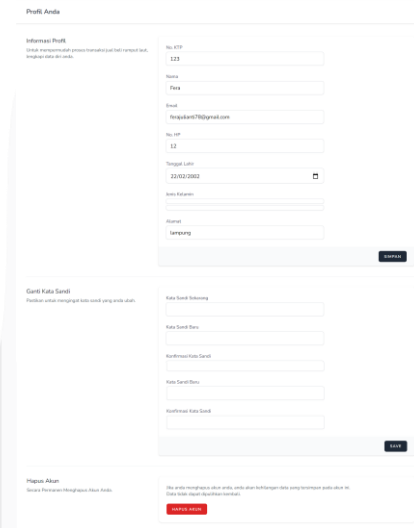 Profil Anda
Informasi Profil
Untuk mempermudah proses transaksi jual beli rumput laut,
lengkapi data diri anda.
No. KTP
123
Nama
Fera
Email
ferajulianti78@gmail.com
No. HP
12
Tanggal Lahir
22/02/2002
Jenis Kelamin
Alamat
lampung
SIMPAN
Ganti Kata Sandi
Pastikan untuk mengingat kata sandi yang anda ubah.
Kata Sandi Sekarang
Kata Sandi Baru
Konfirmasi Kata Sandi
Kata Sandi Baru
Konfirmasi Kata Sandi
SAVE
Hapus Akun
Secara Permanen Menghapus Akun Anda.
Jika anda menghapus akun anda, anda akan kehilangan data yang tersimpan pada akun ini.
Data tidak dapat dipulihkan kembali.
HAPUS AKUN